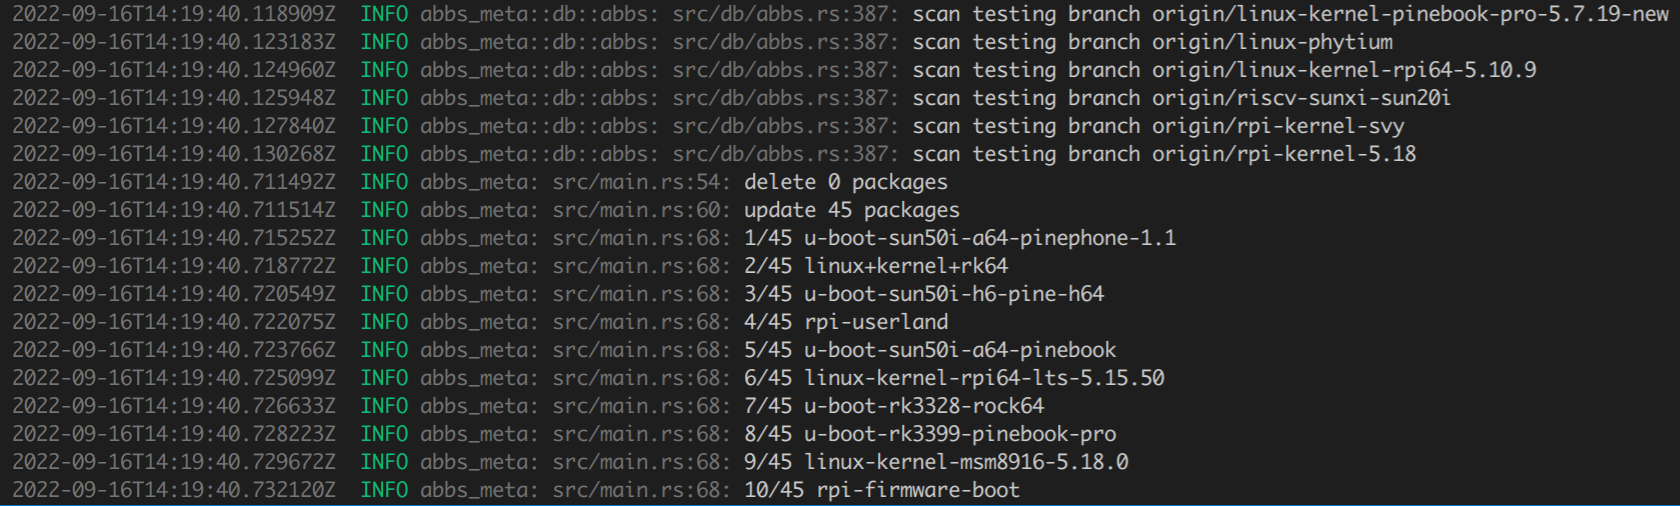 2022-09-16T14:19:40.118909Z  INFO abbs_meta::db::abbs: src/db/abbs.rs:387: scan testing branch origin/linux-kernel-pinebook-pro-5.7.19-new
2022-09-16T14:19:40.123183Z  INFO abbs_meta::db::abbs: src/db/abbs.rs:387: scan testing branch origin/linux-phytium
2022-09-16T14:19:40.124960Z  INFO abbs_meta::db::abbs: src/db/abbs.rs:387: scan testing branch origin/linux-kernel-rpi64-5.10.9
2022-09-16T14:19:40.125948Z  INFO abbs_meta::db::abbs: src/db/abbs.rs:387: scan testing branch origin/riscv-sunxi-sun20i
2022-09-16T14:19:40.127840Z  INFO abbs_meta::db::abbs: src/db/abbs.rs:387: scan testing branch origin/rpi-kernel-svy
2022-09-16T14:19:40.130268Z  INFO abbs_meta::db::abbs: src/db/abbs.rs:387: scan testing branch origin/rpi-kernel-5.18
2022-09-16T14:19:40.711492Z  INFO abbs_meta: src/main.rs:54: delete 0 packages
2022-09-16T14:19:40.711514Z  INFO abbs_meta: src/main.rs:60: update 45 packages
2022-09-16T14:19:40.715252Z  INFO abbs_meta: src/main.rs:68: 1/45 u-boot-sun50i-a64-pinephone-1.1
2022-09-16T14:19:40.718772Z  INFO abbs_meta: src/main.rs:68: 2/45 linux+kernel+rk64
2022-09-16T14:19:40.720549Z  INFO abbs_meta: src/main.rs:68: 3/45 u-boot-sun50i-h6-pine-h64
2022-09-16T14:19:40.722075Z  INFO abbs_meta: src/main.rs:68: 4/45 rpi-userland
2022-09-16T14:19:40.723766Z  INFO abbs_meta: src/main.rs:68: 5/45 u-boot-sun50i-a64-pinebook
2022-09-16T14:19:40.725099Z  INFO abbs_meta: src/main.rs:68: 6/45 linux-kernel-rpi64-lts-5.15.50
2022-09-16T14:19:40.726633Z  INFO abbs_meta: src/main.rs:68: 7/45 u-boot-rk3328-rock64
2022-09-16T14:19:40.728223Z  INFO abbs_meta: src/main.rs:68: 8/45 u-boot-rk3399-pinebook-pro
2022-09-16T14:19:40.729672Z  INFO abbs_meta: src/main.rs:68: 9/45 linux-kernel-msm8916-5.18.0
2022-09-16T14:19:40.732120Z  INFO abbs_meta: src/main.rs:68: 10/45 rpi-firmware-boot